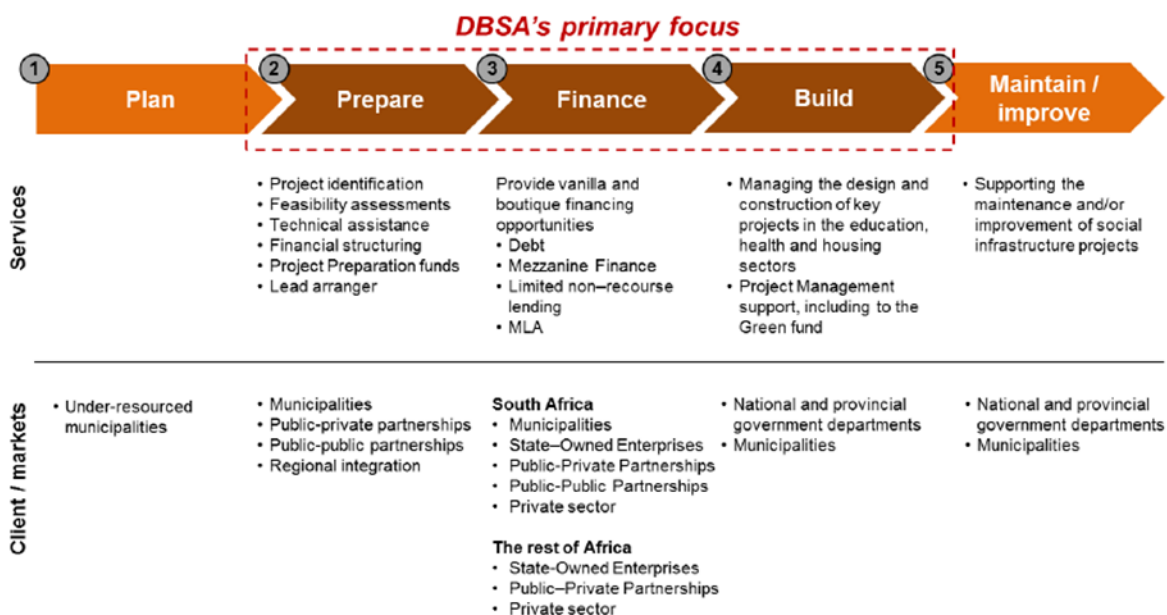 DBSA's primary focus
1
Plan
2
Prepare
3
Finance
4
Build
5
Maintain /
improve
Services
• Project identification
• Feasibility assessments
• Technical assistance
• Financial structuring
• Project Preparation funds
• Lead arranger
Provide vanilla and
boutique financing
opportunities
• Debt
• Mezzanine Finance
• Limited non–recourse
lending
• MLA
• Managing the design and
construction of key
projects in the education,
health and housing
sectors
• Project Management
support, including to the
Green fund
• Supporting the
maintenance and/or
improvement of social
infrastructure projects
Client / markets
• Under-resourced
municipalities
• Municipalities
• Public-private partnerships
• Public-public partnerships
• Regional integration
South Africa
• Municipalities
• State–Owned Enterprises
• Public-Private Partnerships
• Public-Public Partnerships
• Private sector
The rest of Africa
• State-Owned Enterprises
• Public–Private Partnerships
• Private sector
• National and provincial
government departments
• Municipalities
• National and provincial
government departments
• Municipalities